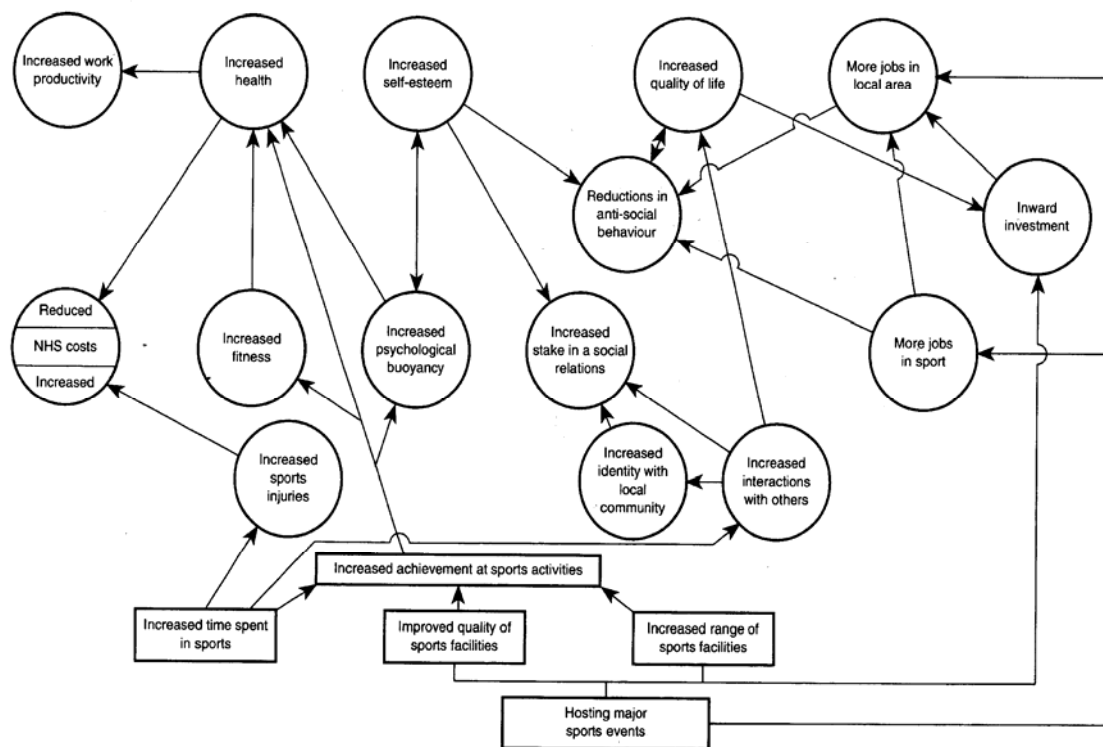 Increased work
productivity
Increased
health
Increased
self-esteem
Increased
quality of life
More jobs in
local area
Reductions in
anti-social
behaviour
Inward
investment
Reduced
NHS costs
Increased
Increased
fitness
Increased
psychological
buoyancy
Increased
stake in a social
relations
More jobs
in sport
Increased
sports
injuries
Increased
identity with
local
community
Increased
interactions
with others
Increased achievement at sports activities
Increased time spent
in sports
Improved quality of
sports facilities
Increased range of
sports facilities
Hosting major
sports events